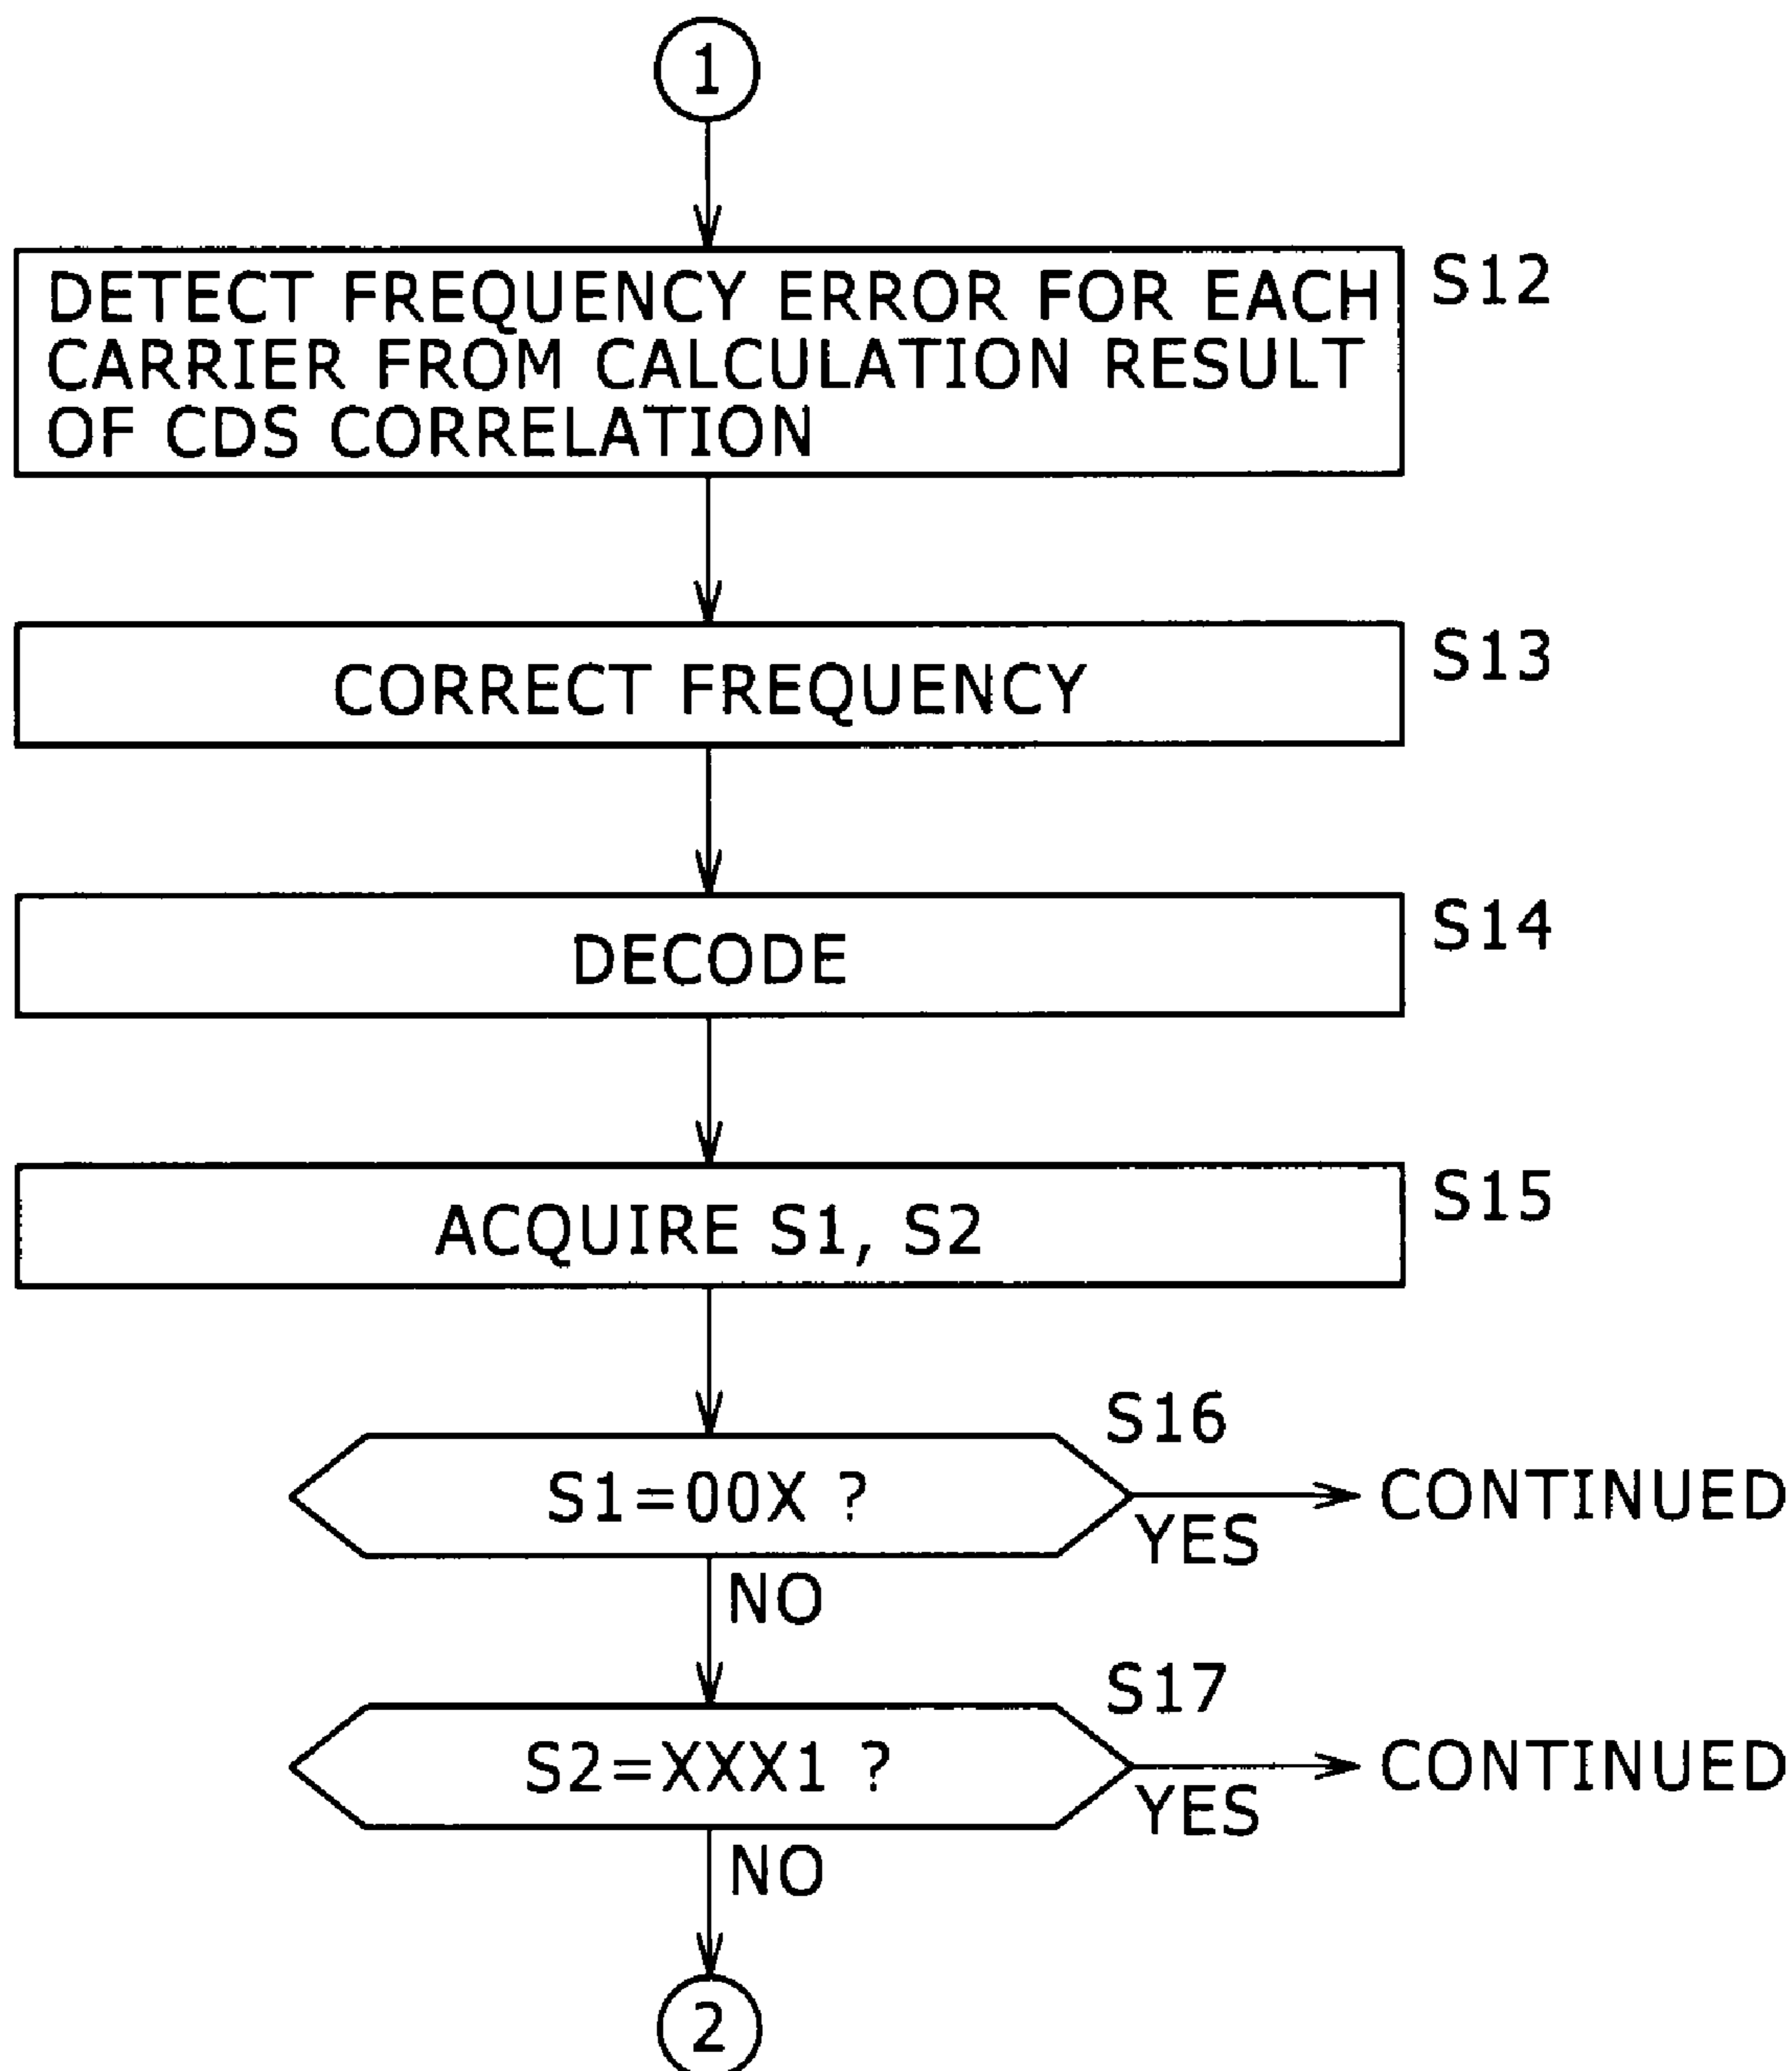 1
DETECT FREQUENCY ERROR FOR EACH
CARRIER FROM CALCULATION RESULT
OF CDS CORRELATION
S12
CORRECT FREQUENCY
S13
DECODE
S14
ACQUIRE S1, S2
S15
S1=00X ?
S16
YES
CONTINUED
NO
S2=XXX1 ?
S17
YES
CONTINUED
NO
2